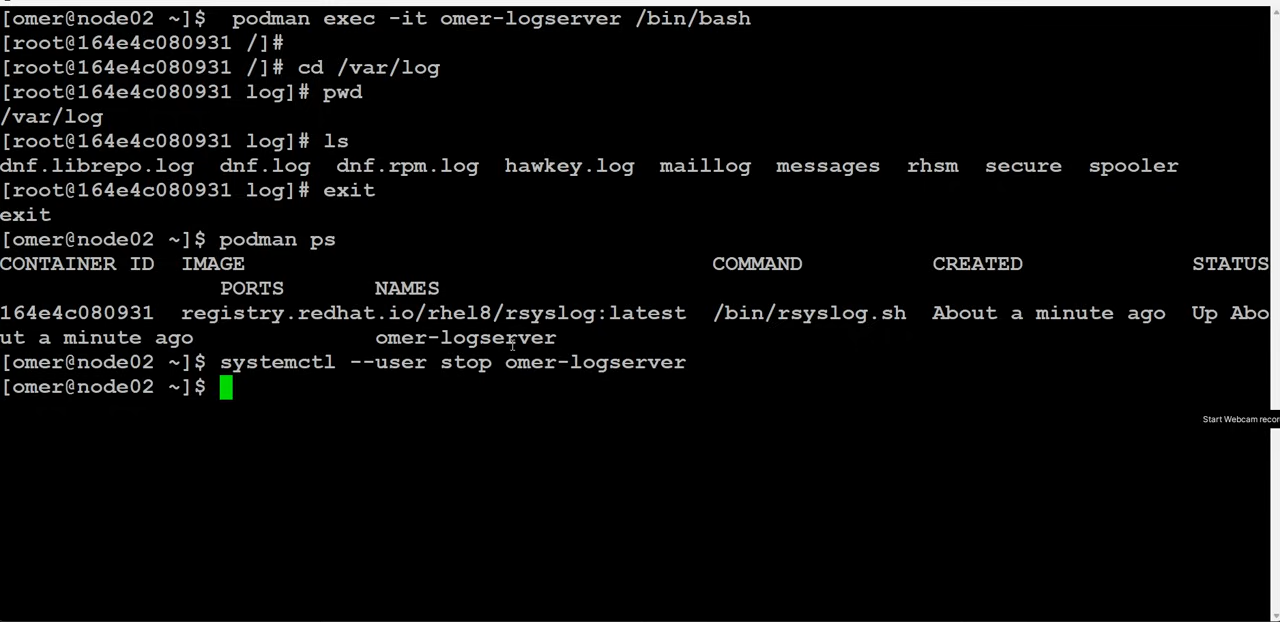 [omer@node02 ~]$  podman exec -it omer-logserver /bin/bash
[root@164e4c080931 /]#
[root@164e4c080931 /]# cd /var/log
[root@164e4c080931 log]# pwd
/var/log
[root@164e4c080931 log]# ls
dnf.librepo.log  dnf.log  dnf.rpm.log  hawkey.log  maillog  messages  rhsm  secure  spooler
[root@164e4c080931 log]# exit
exit
[omer@node02 ~]$ podman ps
CONTAINER ID  IMAGE                                    COMMAND          CREATED             STATUS
                 PORTS       NAMES
164e4c080931  registry.redhat.io/rhel8/rsyslog:latest  /bin/rsyslog.sh  About a minute ago  Up Abo
ut a minute ago              omer-logserver
[omer@node02 ~]$ systemctl --user stop omer-logserver
[omer@node02 ~]$
Start Webcam recor